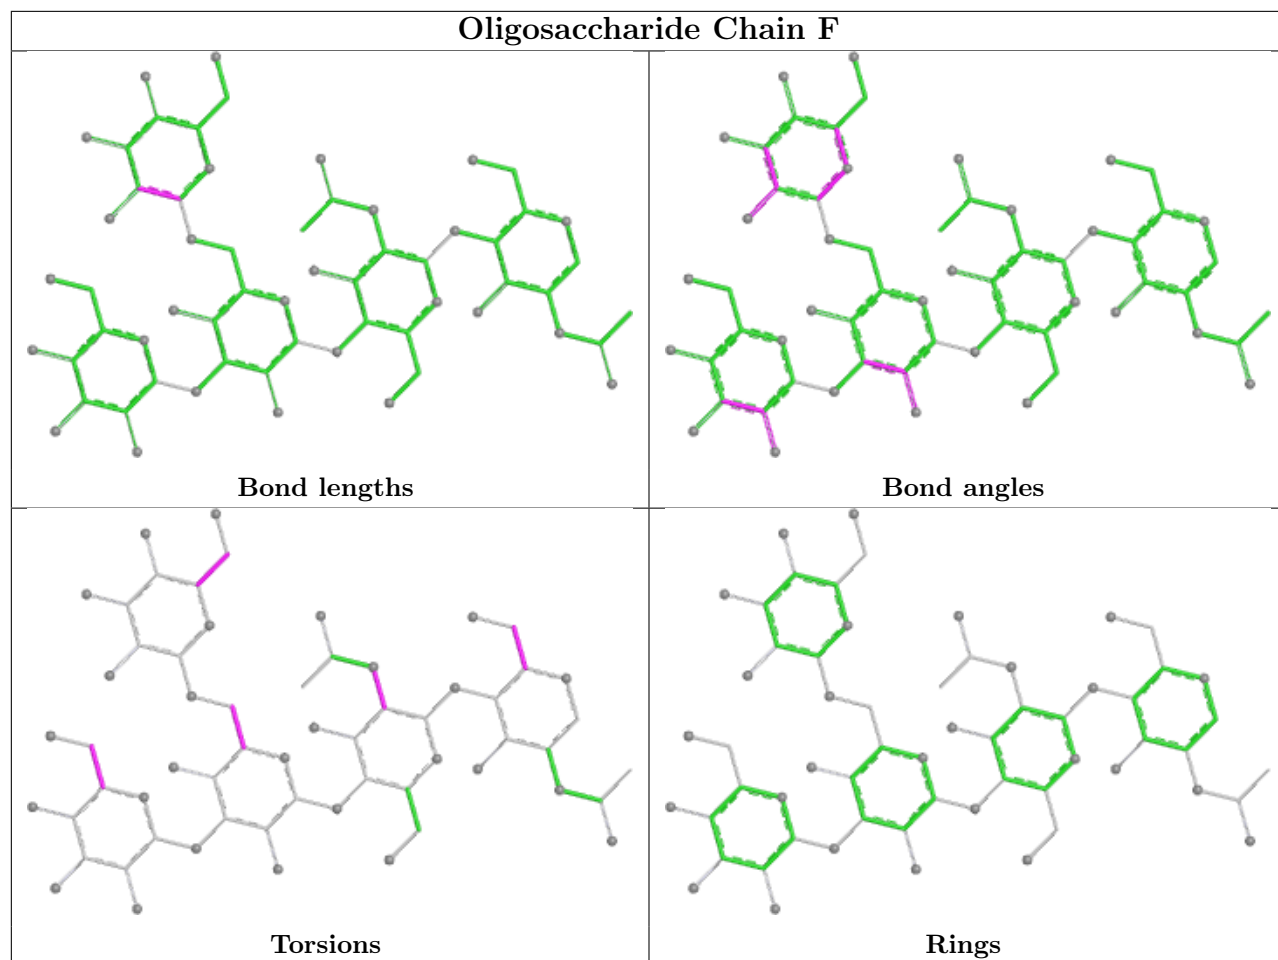 Oligosaccharide Chain F
Bond lengths
Bond angles
Torsions
Rings